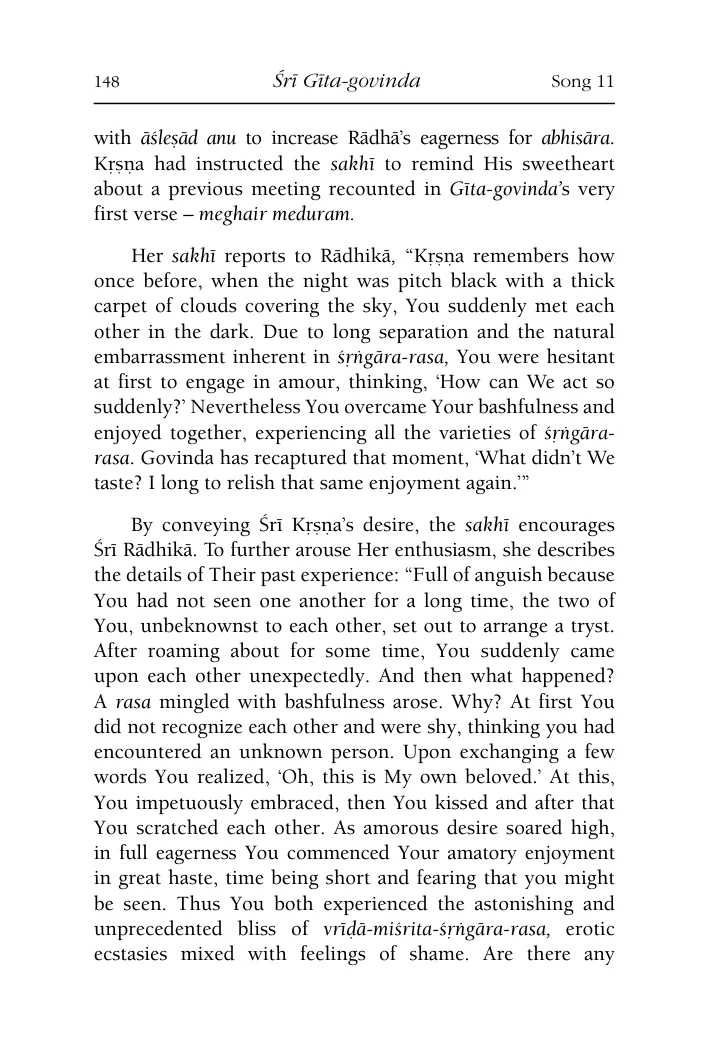 148 Śrī Gīta-govinda Song 11
with āśleṣād anu to increase Rādhā’s eagerness for abhisāra.
Kṛṣṇa had instructed the sakhī to remind His sweetheart
about a previous meeting recounted in Gīta-govinda’s very
first verse – meghair meduram.
Her sakhī reports to Rādhikā, “Kṛṣṇa remembers how
once before, when the night was pitch black with a thick
carpet of clouds covering the sky, You suddenly met each
other in the dark. Due to long separation and the natural
embarrassment inherent in śṛṅgāra-rasa, You were hesitant
at first to engage in amour, thinking, ‘How can We act so
suddenly?’ Nevertheless You overcame Your bashfulness and
enjoyed together, experiencing all the varieties of śṛṅgāra-
rasa. Govinda has recaptured that moment, ‘What didn’t We
taste? I long to relish that same enjoyment again.’”
By conveying Śrī Kṛṣṇa’s desire, the sakhī encourages
Śrī Rādhikā. To further arouse Her enthusiasm, she describes
the details of Their past experience: “Full of anguish because
You had not seen one another for a long time, the two of
You, unbeknownst to each other, set out to arrange a tryst.
After roaming about for some time, You suddenly came
upon each other unexpectedly. And then what happened?
A rasa mingled with bashfulness arose. Why? At first You
did not recognize each other and were shy, thinking you had
encountered an unknown person. Upon exchanging a few
words You realized, ‘Oh, this is My own beloved.’ At this,
You impetuously embraced, then You kissed and after that
You scratched each other. As amorous desire soared high,
in full eagerness You commenced Your amatory enjoyment
in great haste, time being short and fearing that you might
be seen. Thus You both experienced the astonishing and
unprecedented bliss of vrīḍā-miśrita-śṛṅgāra-rasa, erotic
ecstasies mixed with feelings of shame. Are there any